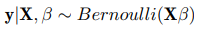 y|X, β ∼ Bernoulli(Xβ)